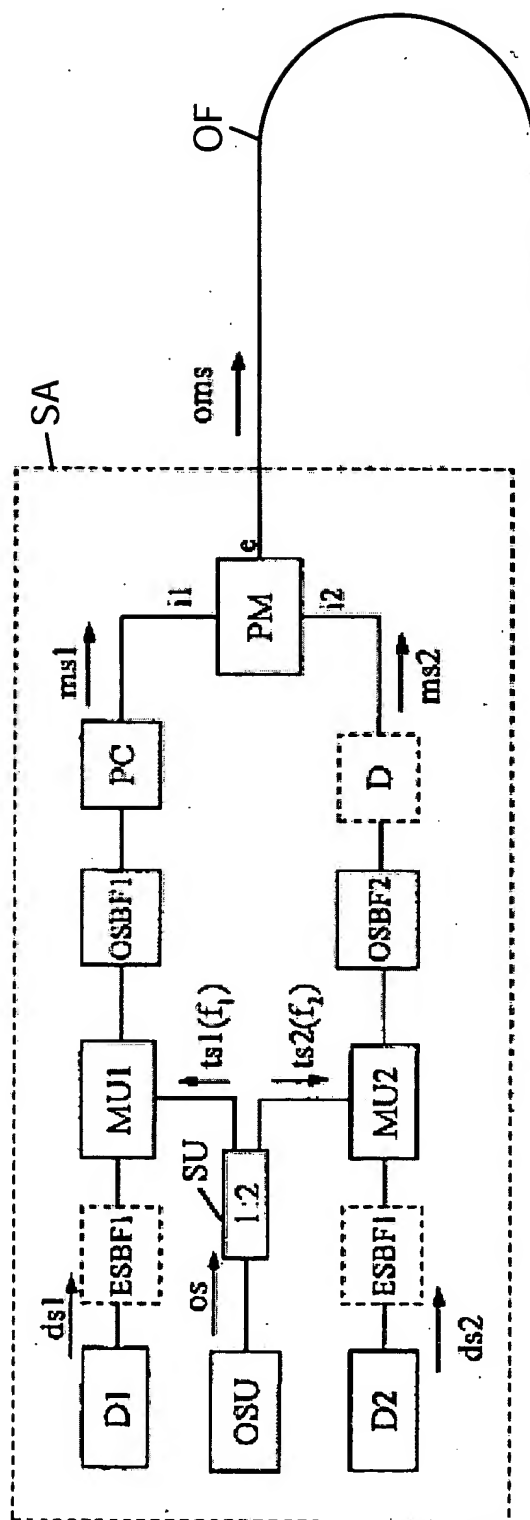 SA
OF
oms
ds1
D1
ESBF1
MU1
OSBF1
PC
ms1
i1
ts1(f₁)
OSU
os
SU
1:2
PM
e
ts2(f₂)
D2
ESBF1
MU2
OSBF2
D
i2
ms2
ds2